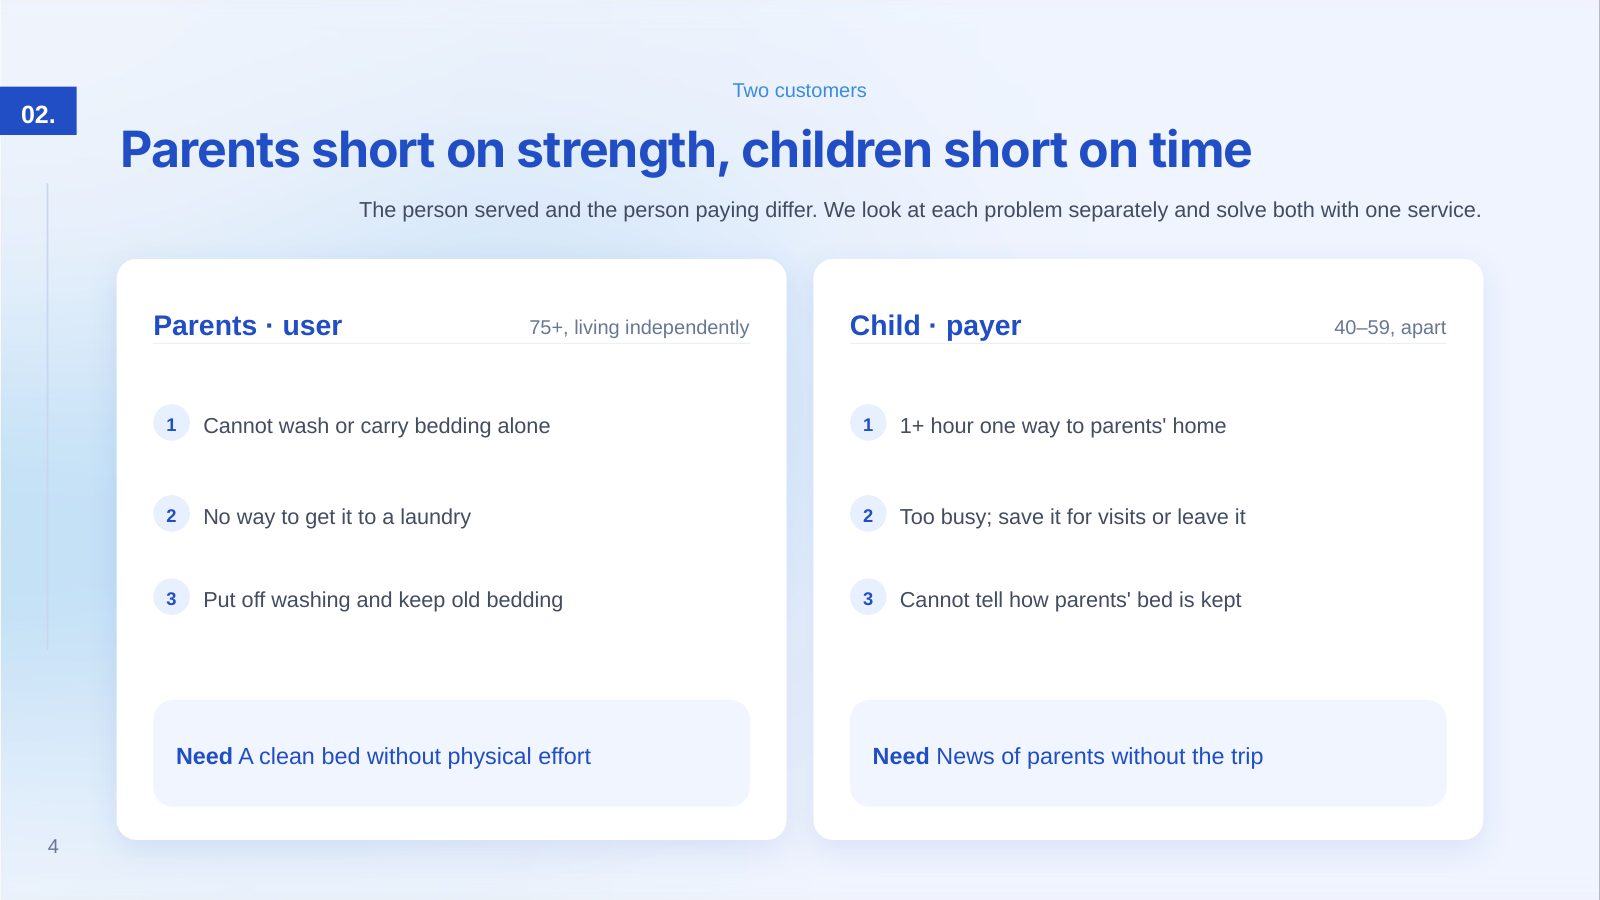 02.
Two customers
Parents short on strength, children short on time
The person served and the person paying differ. We look at each problem separately and solve both with one service.
Parents · user
75+, living independently
1 Cannot wash or carry bedding alone
2 No way to get it to a laundry
3 Put off washing and keep old bedding
Need A clean bed without physical effort
Child · payer
40–59, apart
1 1+ hour one way to parents' home
2 Too busy; save it for visits or leave it
3 Cannot tell how parents' bed is kept
Need News of parents without the trip
4